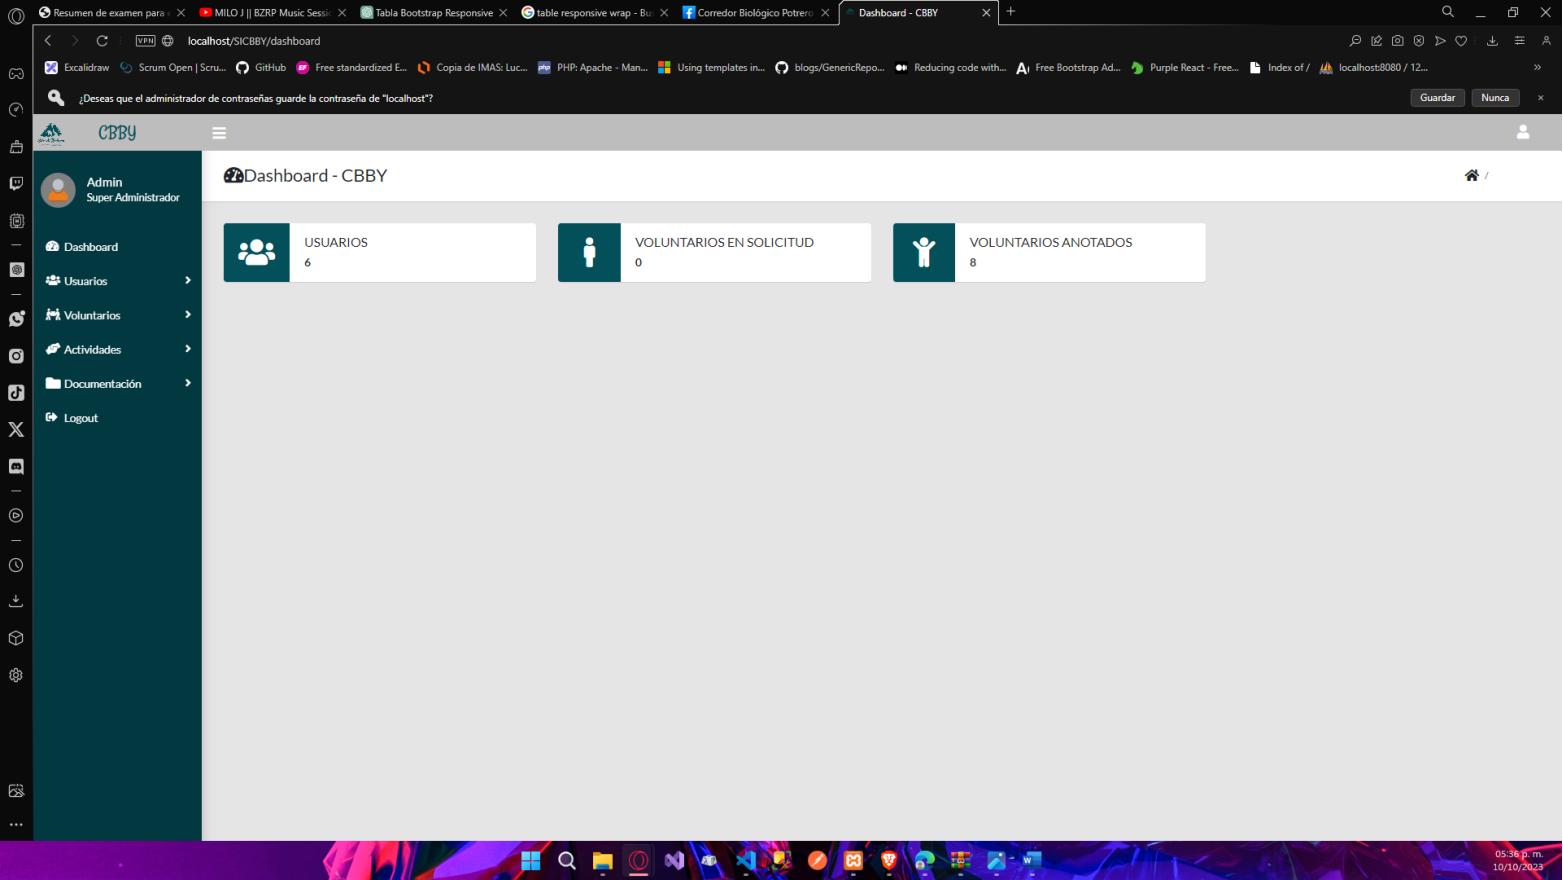 Resumen de examen para
MILO J || BZRP Music Sessi
Tabla Bootstrap Responsive
table responsive wrap - Bu
Corredor Biológico Potrero
Dashboard - CBBY
VPN
localhost/SICBBY/dashboard
Excalidraw
Scrum Open | Scru...
GitHub
Free standardized E...
Copia de IMAS: Luc...
PHP: Apache - Man...
Using templates in...
blogs/GenericRepo...
Reducing code with...
Free Bootstrap Ad...
Purple React - Free...
Index of /
localhost:8080 / 12...
¿Deseas que el administrador de contraseñas guarde la contraseña de "localhost"?
Guardar
Nunca
CBBY
Admin
Super Administrador
Dashboard
Usuarios
Voluntarios
Actividades
Documentación
Logout
Dashboard - CBBY
/
USUARIOS
6
VOLUNTARIOS EN SOLICITUD
0
VOLUNTARIOS ANOTADOS
8
05:36 p. m.
10/10/2023